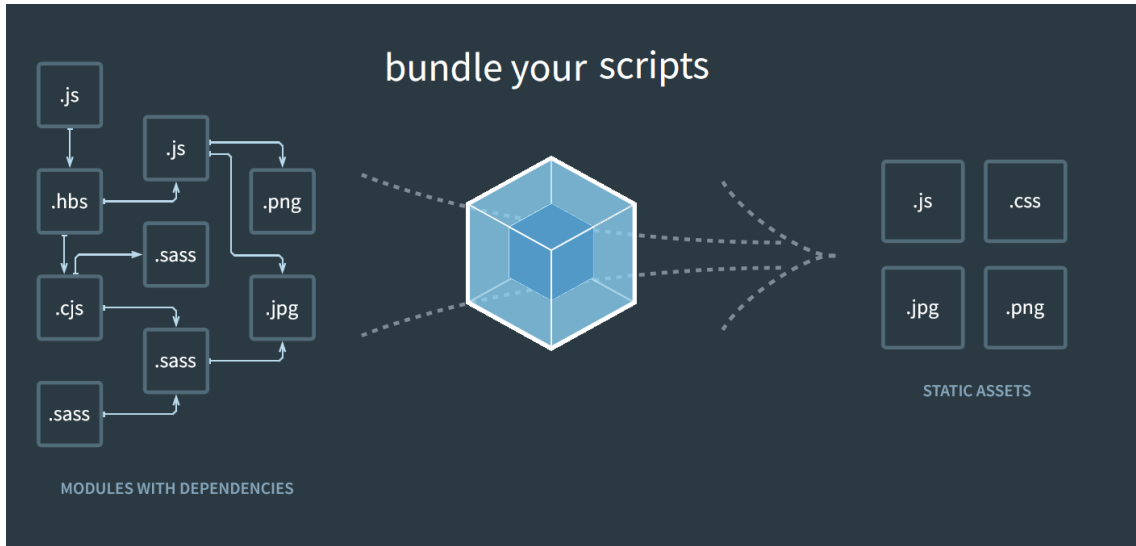 bundle your scripts
.js
.js
.hbs
.png
.sass
.cjs
.jpg
.sass
.sass
MODULES WITH DEPENDENCIES
.js
.css
.jpg
.png
STATIC ASSETS